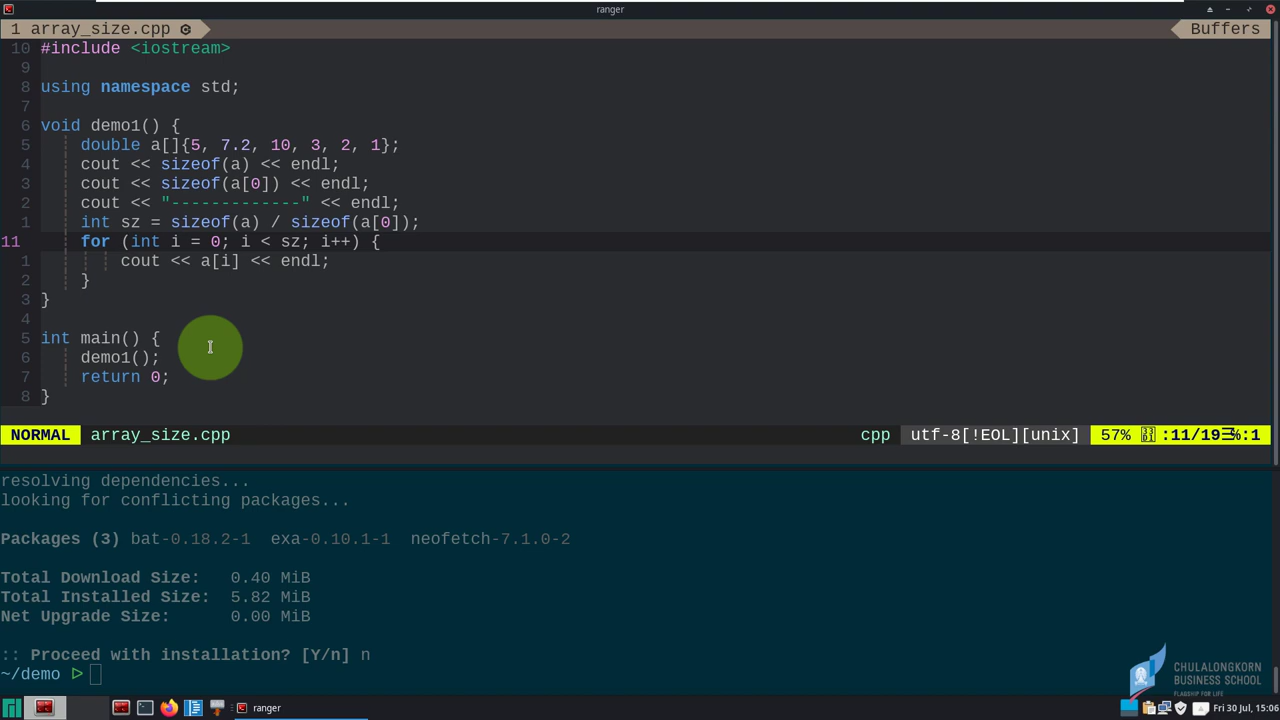 ranger
1 array_size.cpp
Buffers
10 #include <iostream>
9
8 using namespace std;
7
6 void demo1() {
5 double a[]{5, 7.2, 10, 3, 2, 1};
4 cout << sizeof(a) << endl;
3 cout << sizeof(a[0]) << endl;
2 cout << "-------------" << endl;
1 int sz = sizeof(a) / sizeof(a[0]);
11 for (int i = 0; i < sz; i++) {
1 cout << a[i] << endl;
2 }
3 }
4
5 int main() {
6 demo1();
7 return 0;
8 }
NORMAL array_size.cpp cpp utf-8[!EOL][unix] 57% :11/19☰%:1
resolving dependencies...
looking for conflicting packages...
Packages (3) bat-0.18.2-1 exa-0.10.1-1 neofetch-7.1.0-2
Total Download Size: 0.40 MiB
Total Installed Size: 5.82 MiB
Net Upgrade Size: 0.00 MiB
:: Proceed with installation? [Y/n] n
~/demo ▷
CHULALONGKORN
BUSINESS SCHOOL
FLAGSHIP FOR LIFE
ranger
Fri 30 Jul, 15:06